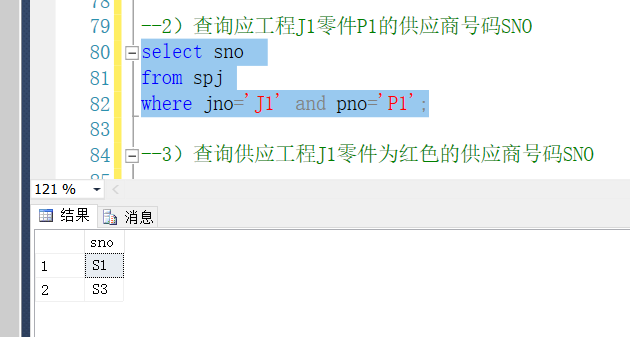 79 --2）查询应工程J1零件P1的供应商号码SNO
80 select sno
81 from spj
82 where jno='J1' and pno='P1';
83
84 --3）查询供应工程J1零件为红色的供应商号码SNO
121 %
结果 消息
sno
1 S1
2 S3